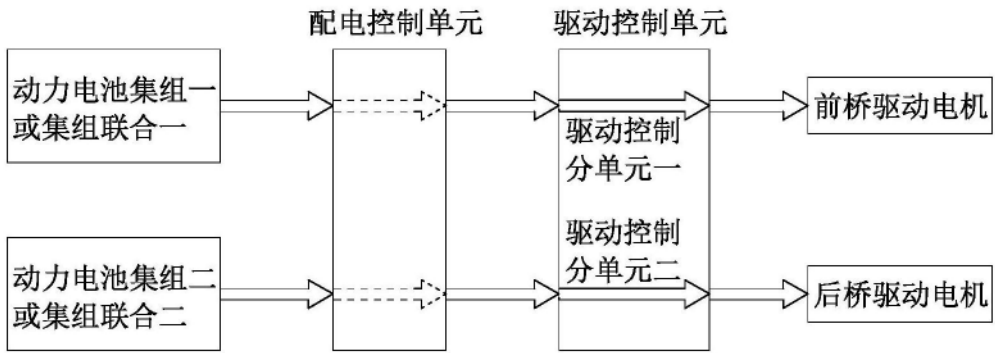 配电控制单元
驱动控制单元
动力电池集组一
或集组联合一
驱动控制
分单元一
前桥驱动电机
动力电池集组二
或集组联合二
驱动控制
分单元二
后桥驱动电机